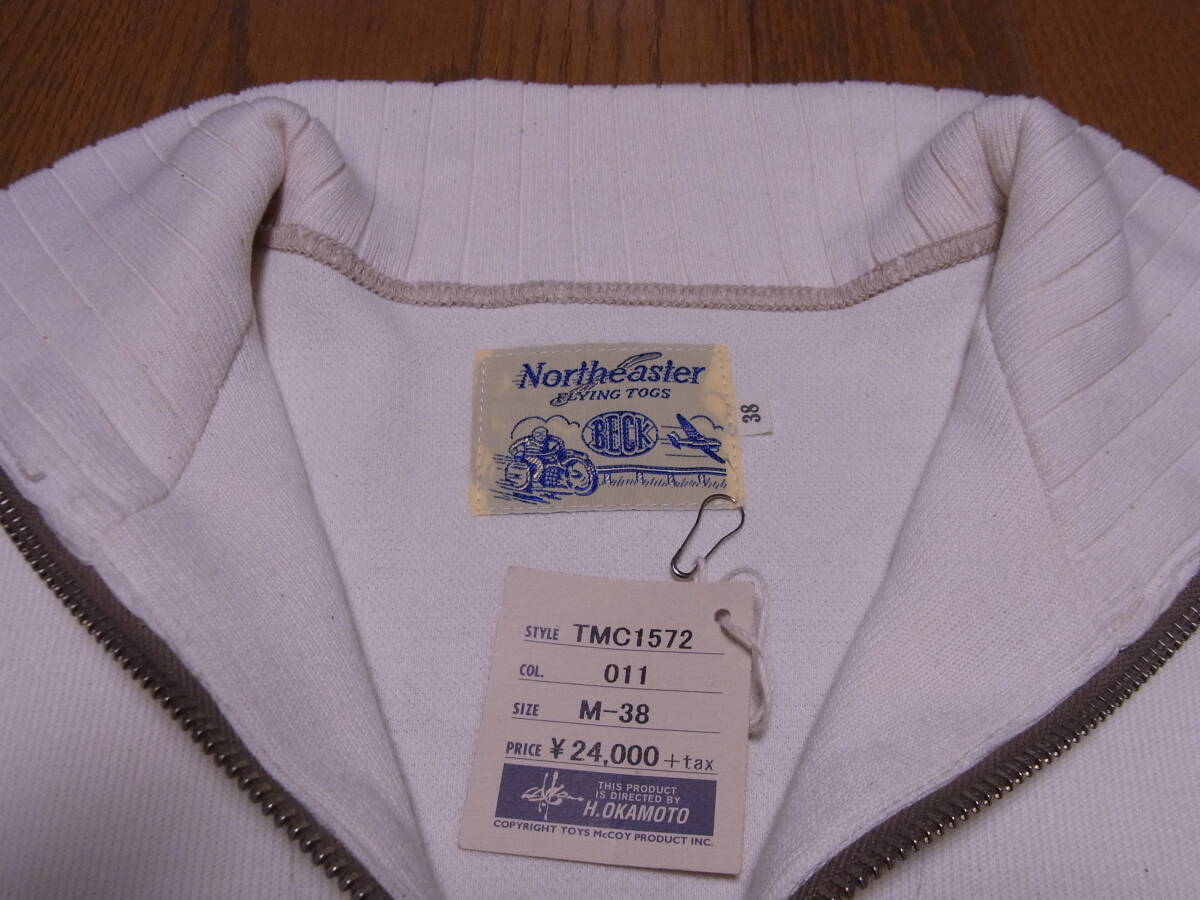 Northeaster
FLYING TOGS
BECK
38
STYLE TMC1572
COL. 011
SIZE M-38
PRICE ¥24,000+tax
THIS PRODUCT
IS DIRECTED BY
H.OKAMOTO
COPYRIGHT TOYS McCOY PRODUCT INC.